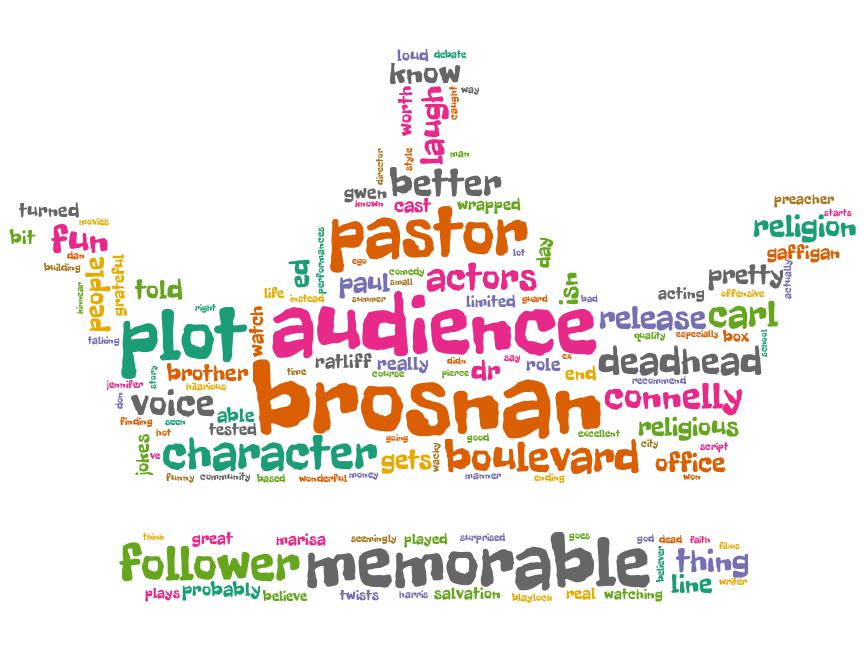 loud debate
know
worth laugh caught way
director style man
gwen better
known cast wrapped
turned movies
bit fun
dan
building people grateful
kinnear
told
talking
pastor
ego lot
ed performances day
paul comedy actors isn
small
life instead summer limited guard bad
preacher
starts
religion
gaffigan
pretty actually
acting offensive
right
plot watch audience release carl
quality especially box school
ratliff really didn say role ex deadhead
brother time course pierce dr end recommend
jennifer story hilarious
don voice able brosnan connelly
finding seen tested religious
hot going good excellent city
jokes ve character gets wacky boulevard script office
funny community based wonderful money manner ending won
think great marisa seemingly played surprised goes god dead faith films
follower memorable believer thing
plays probably believe twists harris salvation blaylock real watching line writer